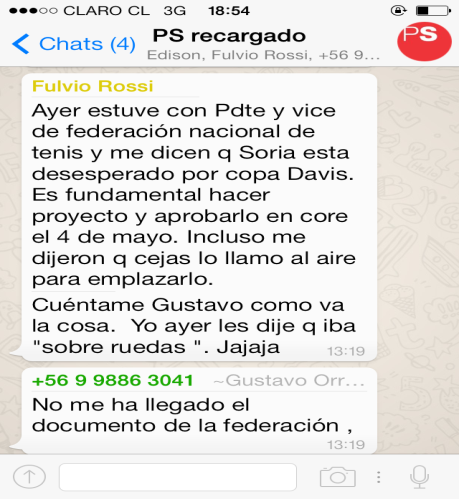 CLARO CL 3G 18:54
Chats (4) PS recargado PS
Edison, Fulvio Rossi, +56 9...
Fulvio Rossi
Ayer estuve con Pdte y vice
de federación nacional de
tenis y me dicen q Soria esta
desesperado por copa Davis.
Es fundamental hacer
proyecto y aprobarlo en core
el 4 de mayo. Incluso me
dijeron q cejas lo llamo al aire
para emplazarlo.
Cuéntame Gustavo como va
la cosa. Yo ayer les dije q iba
"sobre ruedas ". Jajaja 13:19
+56 9 9886 3041 ~Gustavo Orr...
No me ha llegado el
documento de la federación ,
13:19